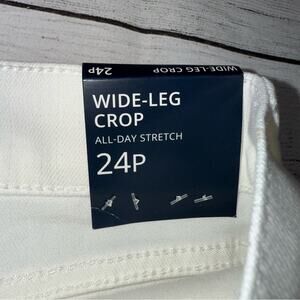 24P WIDE-LEG CROP
WIDE-LEG
CROP
ALL-DAY STRETCH
24P